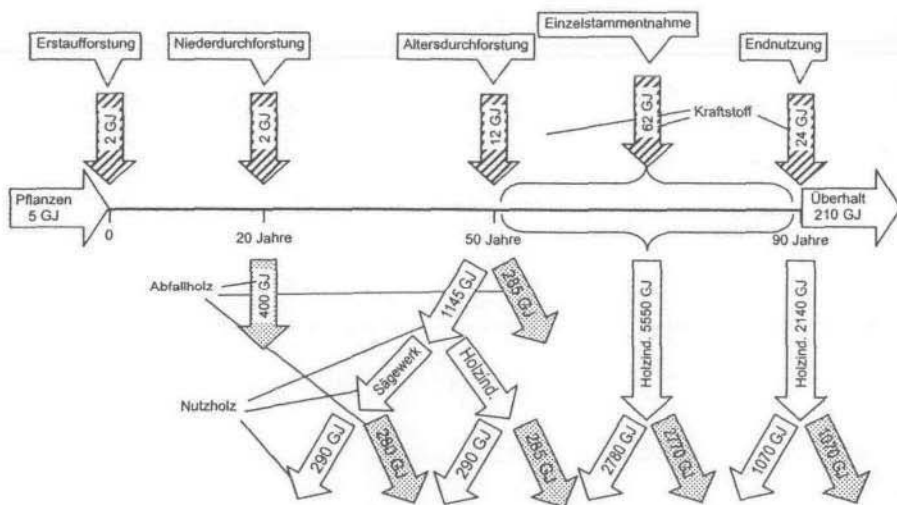 Einzelstammentnahme
Erstaufforstung
Niederdurchforstung
Altersdurchforstung
Endnutzung
2 GJ
2 GJ
12 GJ
62 GJ
Kraftstoff
24 GJ
Pflanzen
5 GJ
Überhalt
210 GJ
0
20 Jahre
50 Jahre
90 Jahre
Abfallholz
400 GJ
1145 GJ
285 GJ
Holzind. 5550 GJ
Holzind. 2140 GJ
Sägewerk
Holzind.
Nutzholz
290 GJ
280 GJ
290 GJ
285 GJ
2780 GJ
2770 GJ
1070 GJ
1070 GJ